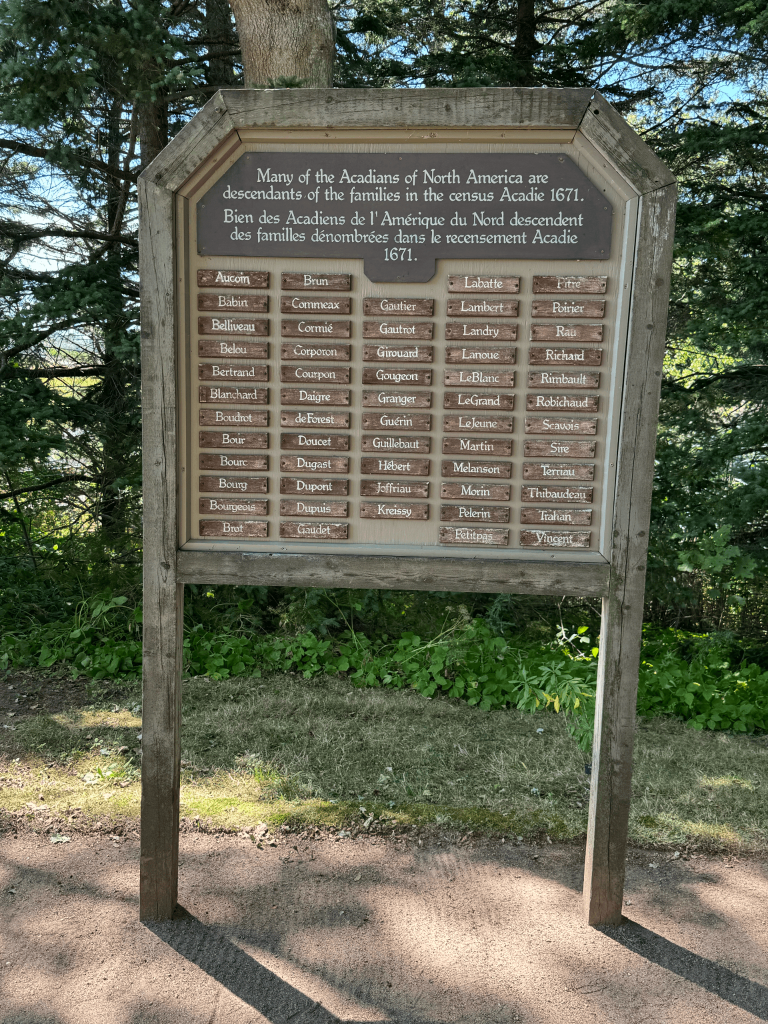 Many of the Acadians of North America are
descendants of the families in the census Acadie 1671.
Bien des Acadiens de l'Amérique du Nord descendent
des familles dénombrées dans le recensement Acadie
1671.
Aucoin
Babin
Belliveau
Belou
Bertrand
Blanchard
Boudrot
Bour
Bourc
Bourg
Bourgeois
Brot
Brun
Commeax
Cormié
Corporon
Courpon
Daigre
deForest
Doucet
Dugast
Dupont
Dupuis
Gaudet
Gautier
Gautrot
Girouard
Gougeon
Granger
Guérin
Guillebaut
Hébert
Joffriau
Kreissy
Labatte
Lambert
Landry
Lanoue
LeBlanc
LeGrand
LeJeune
Martin
Melanson
Morin
Pelerin
Petitpas
Pitre
Poirier
Rau
Richard
Rimbault
Robichaud
Scavois
Sire
Terriau
Thibaudeau
Trahan
Vincent